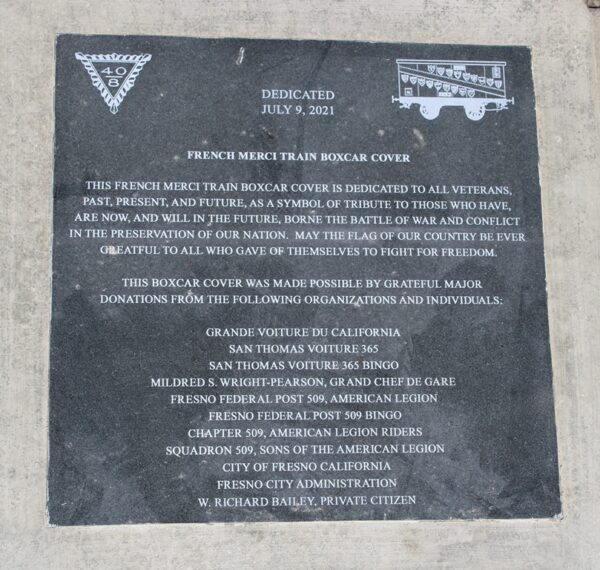 40
8
DEDICATED
JULY 9, 2021
FRENCH MERCI TRAIN BOXCAR COVER
THIS FRENCH MERCI TRAIN BOXCAR COVER IS DEDICATED TO ALL VETERANS,
PAST, PRESENT, AND FUTURE, AS A SYMBOL OF TRIBUTE TO THOSE WHO HAVE,
ARE NOW, AND WILL IN THE FUTURE, BORNE THE BATTLE OF WAR AND CONFLICT
IN THE PRESERVATION OF OUR NATION. MAY THE FLAG OF OUR COUNTRY BE EVER
GREATFUL TO ALL WHO GAVE OF THEMSELVES TO FIGHT FOR FREEDOM.
THIS BOXCAR COVER WAS MADE POSSIBLE BY GRATEFUL MAJOR
DONATIONS FROM THE FOLLOWING ORGANIZATIONS AND INDIVIDUALS:
GRANDE VOITURE DU CALIFORNIA
SAN THOMAS VOITURE 365
SAN THOMAS VOITURE 365 BINGO
MILDRED S. WRIGHT-PEARSON, GRAND CHEF DE GARE
FRESNO FEDERAL POST 509, AMERICAN LEGION
FRESNO FEDERAL POST 509 BINGO
CHAPTER 509, AMERICAN LEGION RIDERS
SQUADRON 509, SONS OF THE AMERICAN LEGION
CITY OF FRESNO CALIFORNIA
FRESNO CITY ADMINISTRATION
W. RICHARD BAILEY, PRIVATE CITIZEN